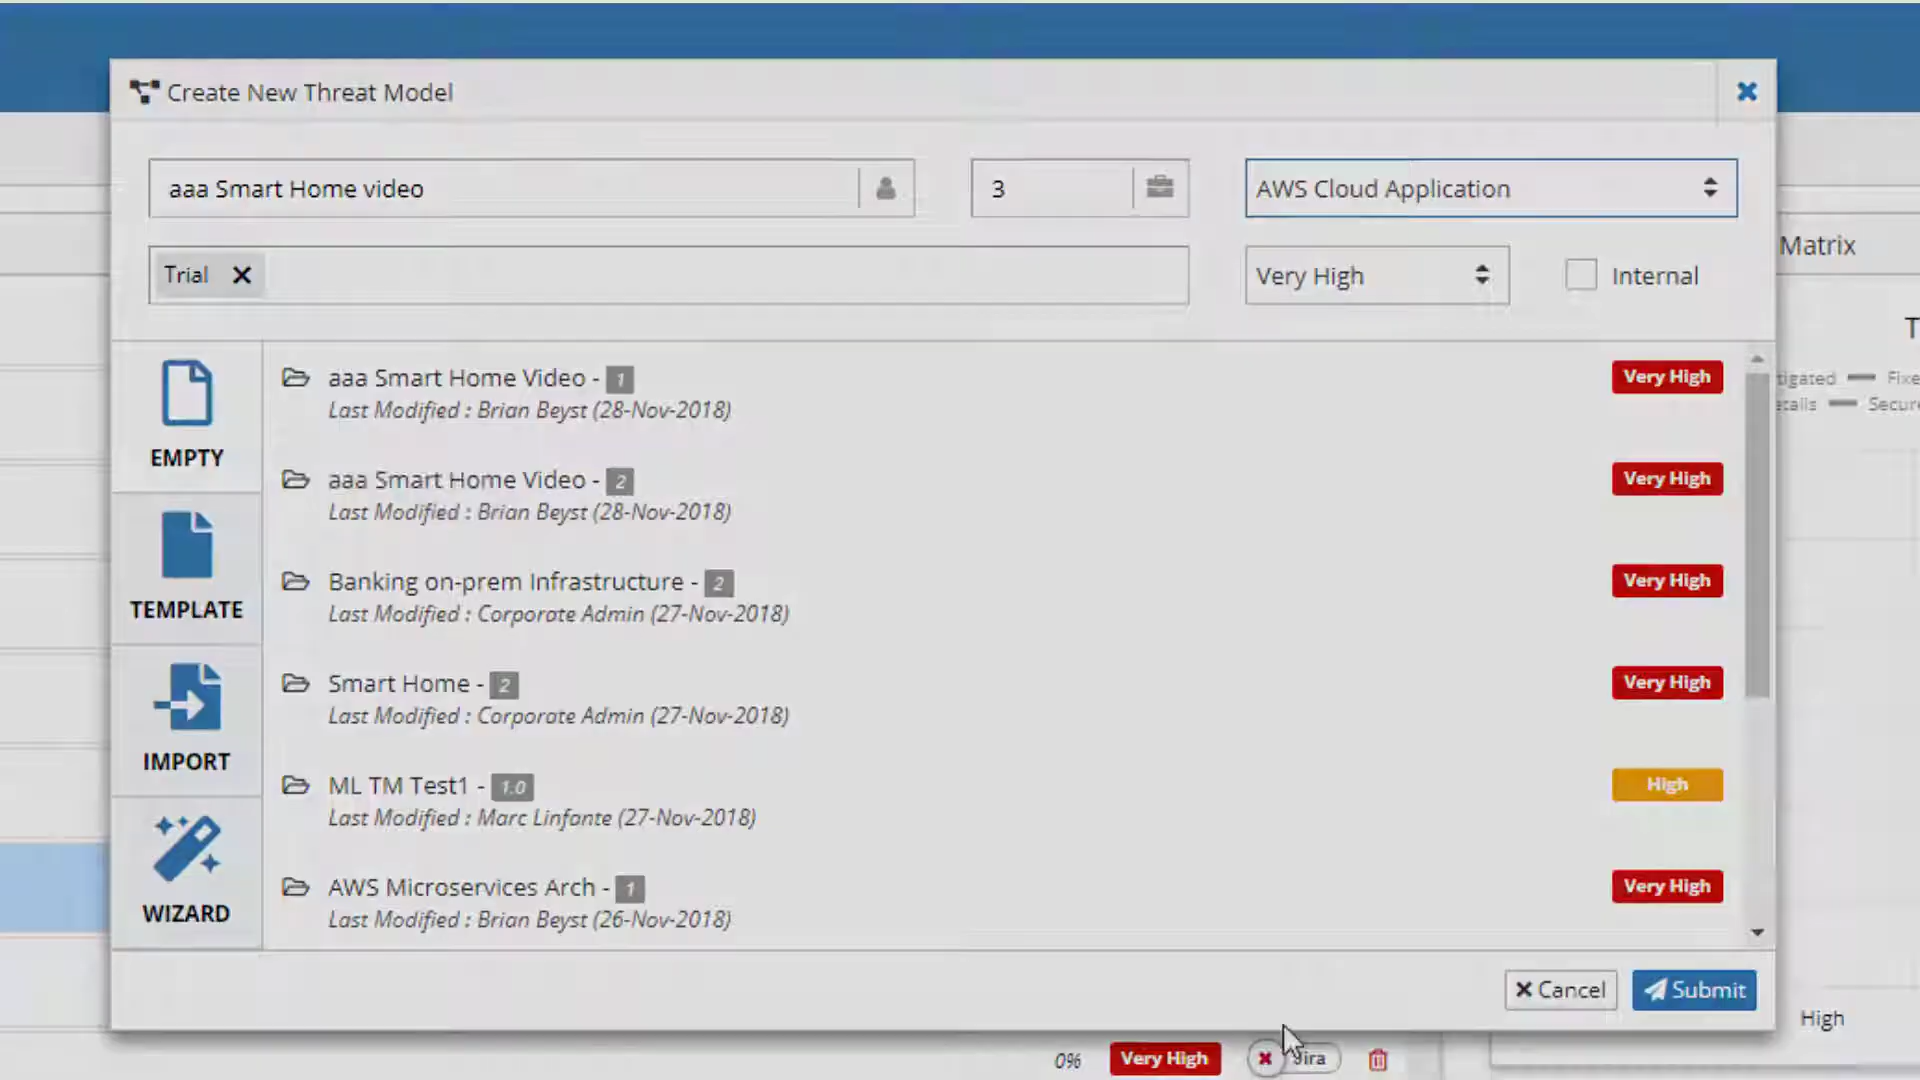 Create New Threat Model
aaa Smart Home video
3
AWS Cloud Application
Trial
Very High
Internal
Matrix
EMPTY
TEMPLATE
IMPORT
WIZARD
aaa Smart Home Video - 1
Very High
Last Modified : Brian Beyst (28-Nov-2018)
aaa Smart Home Video - 2
Very High
Last Modified : Brian Beyst (28-Nov-2018)
Banking on-prem Infrastructure - 2
Very High
Last Modified : Corporate Admin (27-Nov-2018)
Smart Home - 2
Very High
Last Modified : Corporate Admin (27-Nov-2018)
ML TM Test1 - 1.0
High
Last Modified : Marc Linfante (27-Nov-2018)
AWS Microservices Arch - 1
Very High
Last Modified : Brian Beyst (26-Nov-2018)
Cancel
Submit
High
0%
Very High